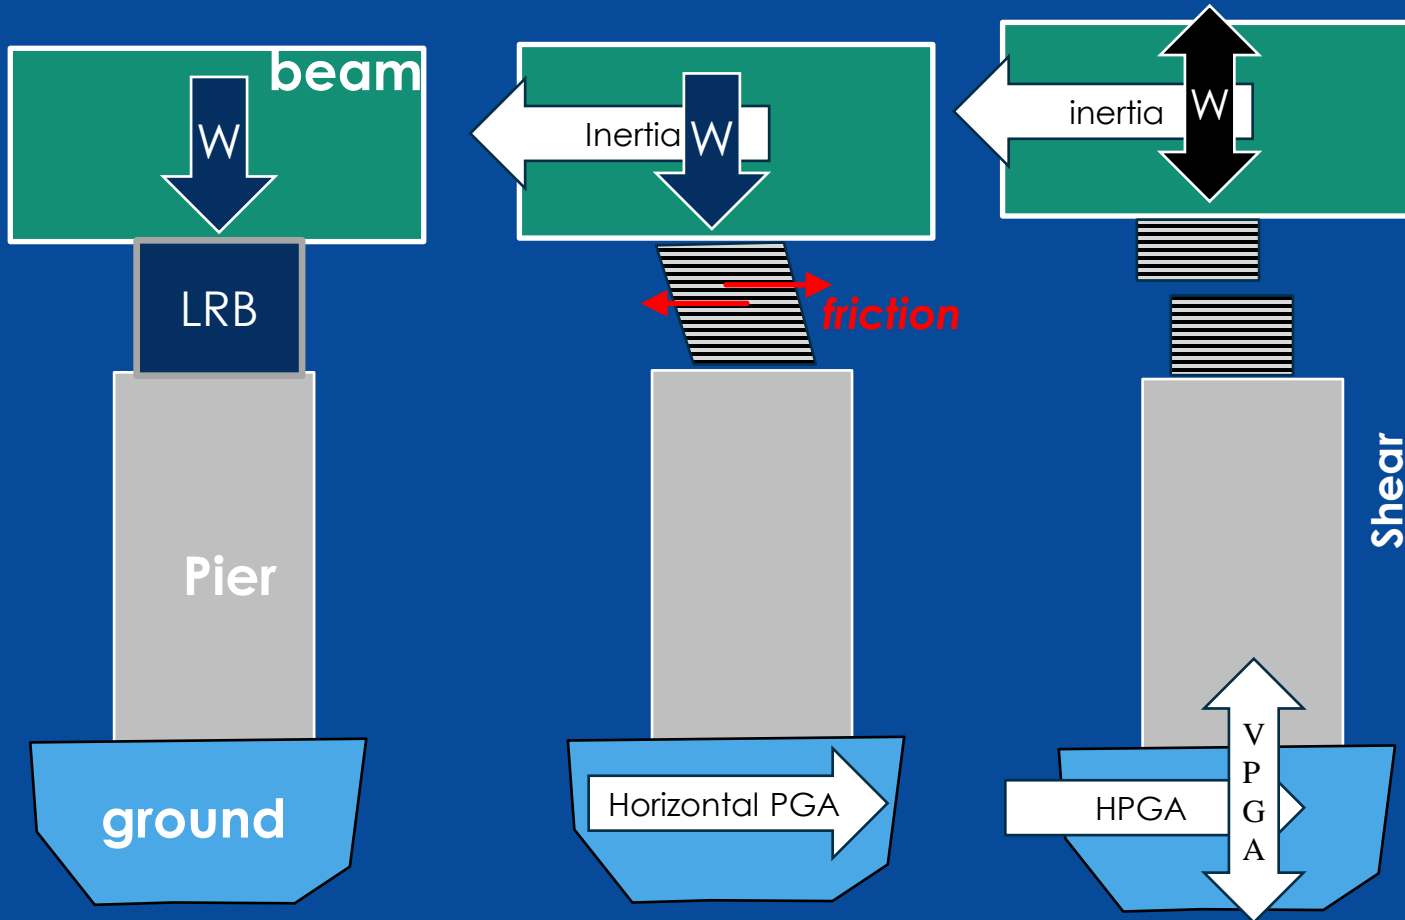 beam
W
LRB
Pier
ground
Inertia
W
friction
Horizontal PGA
inertia
W
Shear
HPGA
V
P
G
A